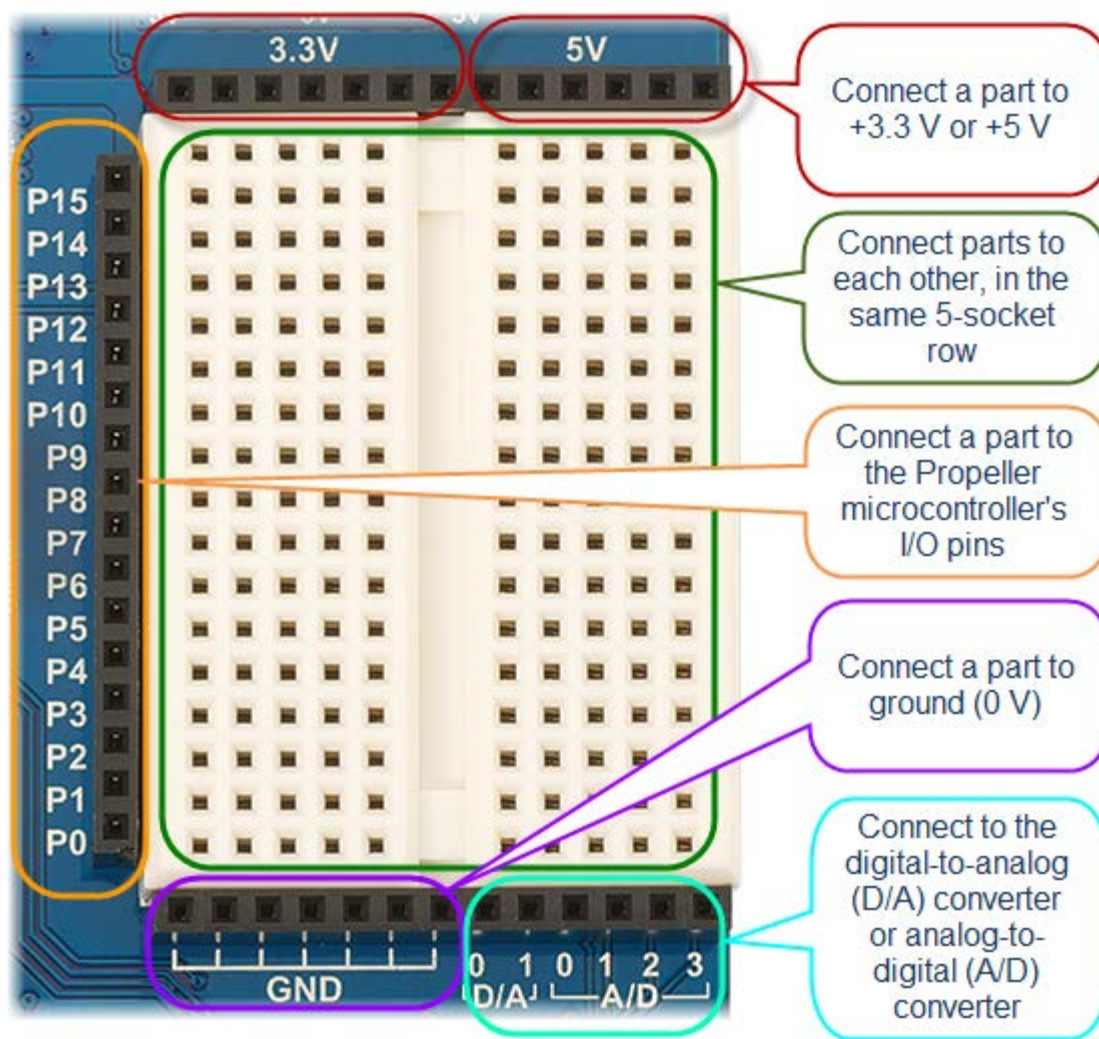 3.3V
5V
Connect a part to
+3.3 V or +5 V
P15
P14
P13
P12
P11
P10
P9
P8
P7
P6
P5
P4
P3
P2
P1
P0
Connect parts to
each other, in the
same 5-socket
row
Connect a part to
the Propeller
microcontroller's
I/O pins
Connect a part to
ground (0 V)
Connect to the
digital-to-analog
(D/A) converter
or analog-to-
digital (A/D)
converter
GND
0 1 0 1 2 3
D/A A/D